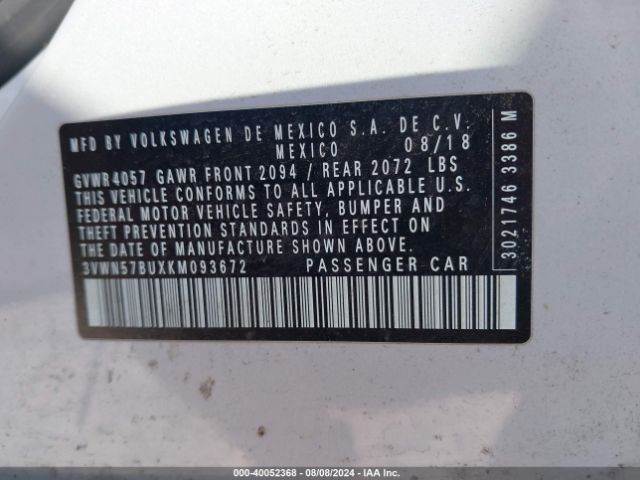 MFD BY VOLKSWAGEN DE MEXICO S.A. DE C.V.
MEXICO 08/18
GVWR 4057 GAWR FRONT 2094 / REAR 2072 LBS
THIS VEHICLE CONFORMS TO ALL APPLICABLE U.S.
FEDERAL MOTOR VEHICLE SAFETY, BUMPER AND
THEFT PREVENTION STANDARDS IN EFFECT ON
THE DATE OF MANUFACTURE SHOWN ABOVE.
3VWN57BUXKM093672 PASSENGER CAR
3021746 3386 M
000-40052368 - 08/08/2024 - IAA Inc.